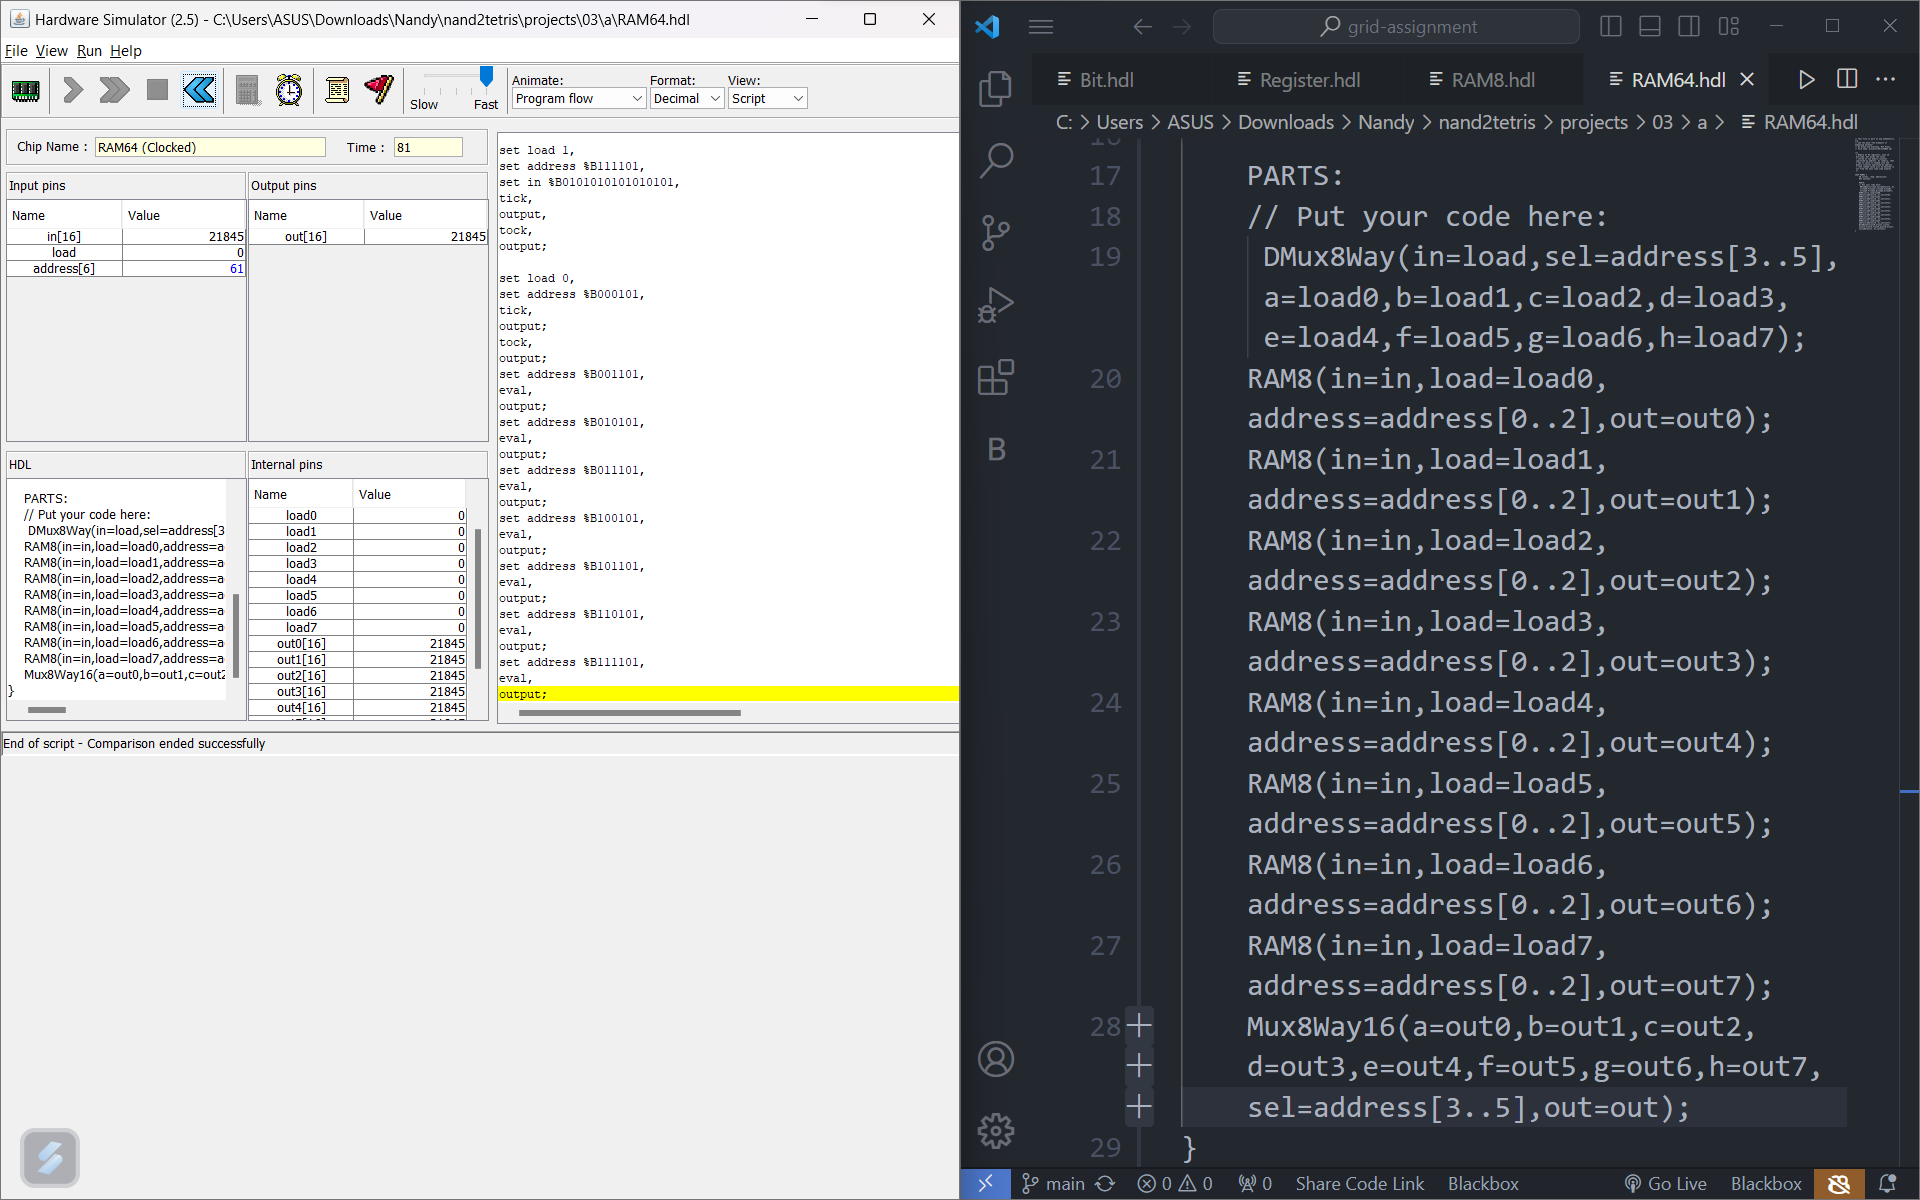 Hardware Simulator (2.5) - C:\Users\ASUS\Downloads\Nandy\nand2tetris\projects\03\a\RAM64.hdl
File View Run Help
Slow Fast
Animate:
Program flow
Format:
Decimal
View:
Script
Chip Name : RAM64 (Clocked) Time : 81
Input pins
Name Value
in[16] 21845
load 0
address[6] 61
Output pins
Name Value
out[16] 21845
HDL
PARTS:
// Put your code here:
DMux8Way(in=load,sel=address[3
RAM8(in=in,load=load0,address=a
RAM8(in=in,load=load1,address=a
RAM8(in=in,load=load2,address=a
RAM8(in=in,load=load3,address=a
RAM8(in=in,load=load4,address=a
RAM8(in=in,load=load5,address=a
RAM8(in=in,load=load6,address=a
RAM8(in=in,load=load7,address=a
Mux8Way16(a=out0,b=out1,c=out2
}
Internal pins
Name Value
load0 0
load1 0
load2 0
load3 0
load4 0
load5 0
load6 0
load7 0
out0[16] 21845
out1[16] 21845
out2[16] 21845
out3[16] 21845
out4[16] 21845
set load 1,
set address %B111101,
set in %B0101010101010101,
tick,
output,
tock,
output;
set load 0,
set address %B000101,
tick,
output;
tock,
output;
set address %B001101,
eval,
output;
set address %B010101,
eval,
output;
set address %B011101,
eval,
output;
set address %B100101,
eval,
output;
set address %B101101,
eval,
output;
set address %B110101,
eval,
output;
set address %B111101,
eval,
output;
End of script - Comparison ended successfully
grid-assignment
Bit.hdl Register.hdl RAM8.hdl RAM64.hdl
C: > Users > ASUS > Downloads > Nandy > nand2tetris > projects > 03 > a > RAM64.hdl
16
17 PARTS:
18 // Put your code here:
19 DMux8Way(in=load,sel=address[3..5],
a=load0,b=load1,c=load2,d=load3,
e=load4,f=load5,g=load6,h=load7);
20 RAM8(in=in,load=load0,
address=address[0..2],out=out0);
21 RAM8(in=in,load=load1,
address=address[0..2],out=out1);
22 RAM8(in=in,load=load2,
address=address[0..2],out=out2);
23 RAM8(in=in,load=load3,
address=address[0..2],out=out3);
24 RAM8(in=in,load=load4,
address=address[0..2],out=out4);
25 RAM8(in=in,load=load5,
address=address[0..2],out=out5);
26 RAM8(in=in,load=load6,
address=address[0..2],out=out6);
27 RAM8(in=in,load=load7,
address=address[0..2],out=out7);
28 Mux8Way16(a=out0,b=out1,c=out2,
d=out3,e=out4,f=out5,g=out6,h=out7,
sel=address[3..5],out=out);
29 }
B
main 0 0 0 Share Code Link Blackbox Go Live Blackbox